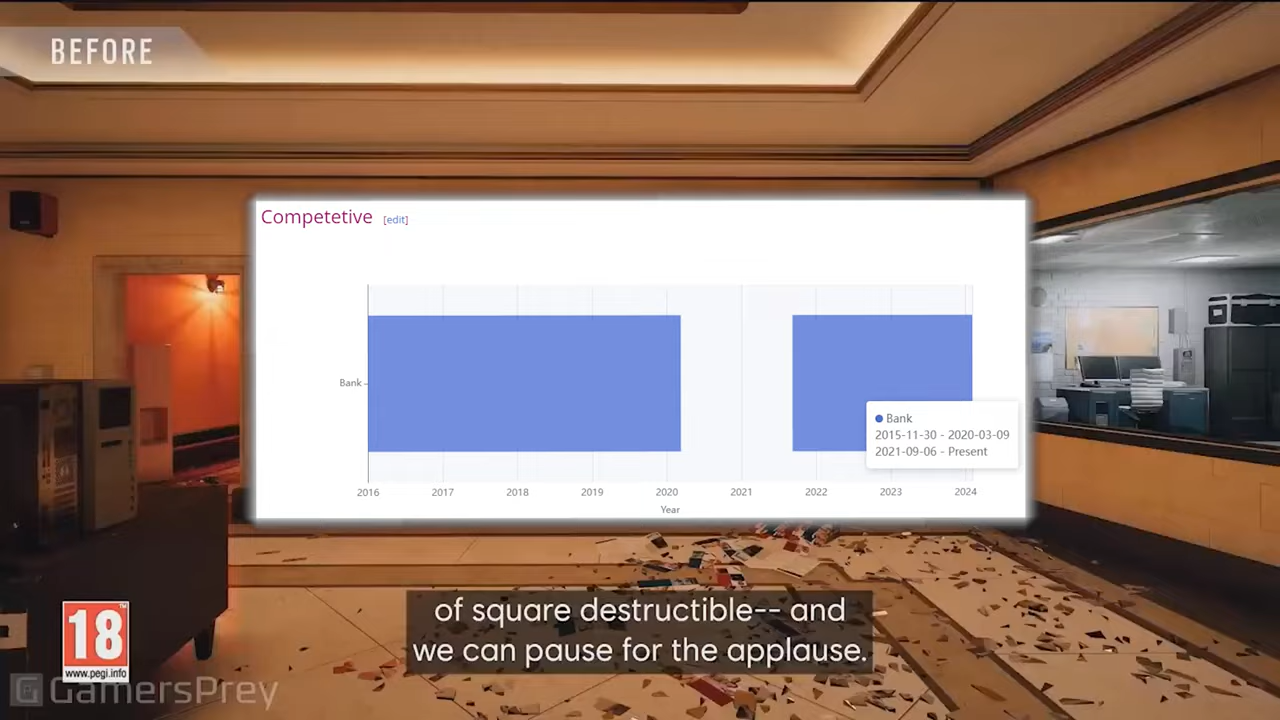 BEFORE
Competetive [edit]
Bank
Bank
2015-11-30 - 2020-03-09
2021-09-06 - Present
2016 2017 2018 2019 2020 2021 2022 2023 2024
Year
of square destructible-- and
we can pause for the applause.
18
TM
www.pegi.info
GamersPrey